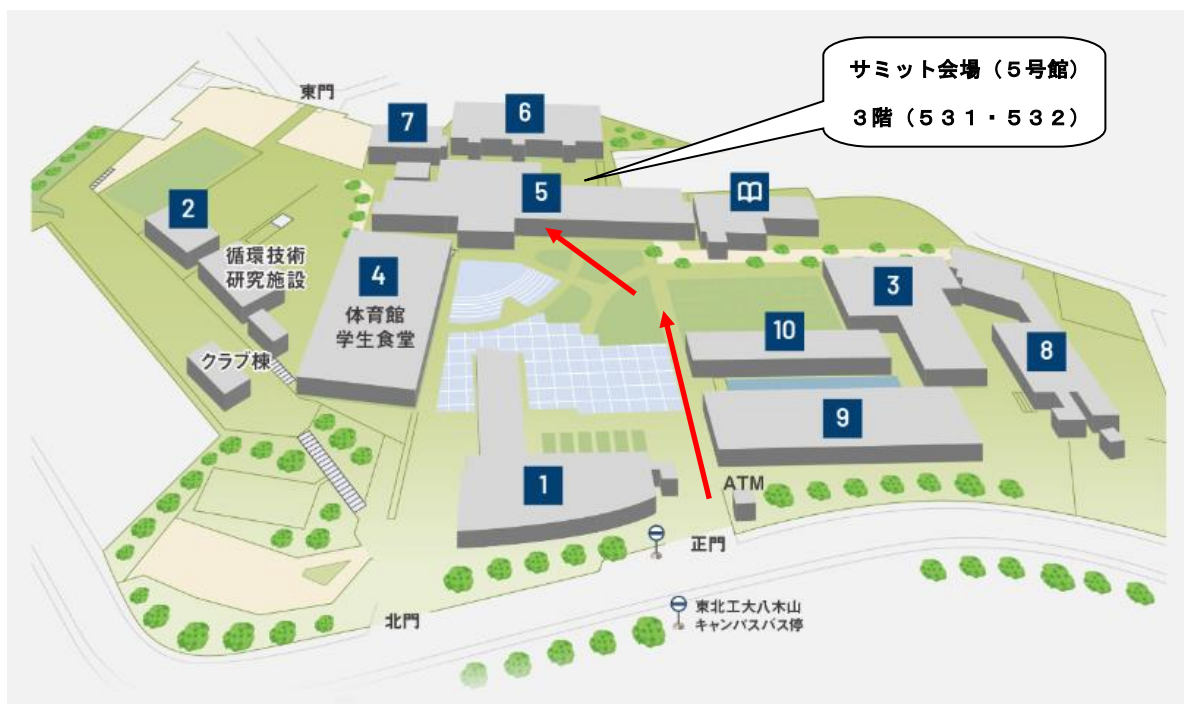 サミット会場（５号館）
３階（５３１・５３２）
東門
7
6
5
2
循環技術
研究施設
4
体育館
学生食堂
3
10
8
クラブ棟
9
1
ATM
正門
東北工大八木山
キャンパスバス停
北門